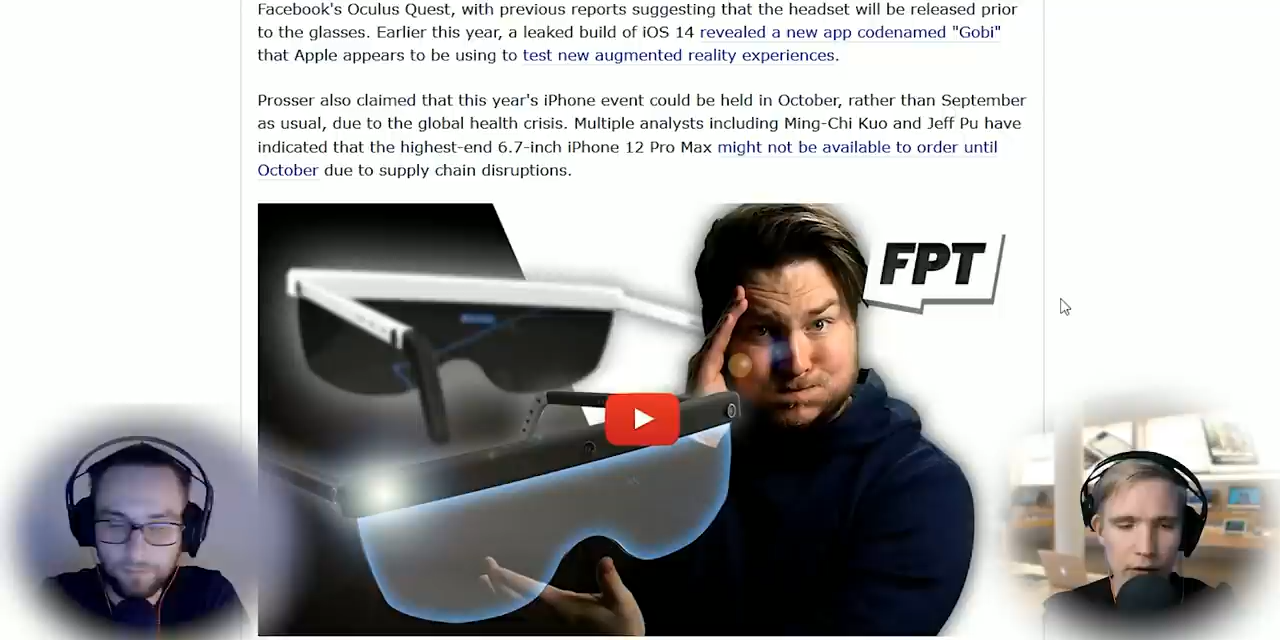 Facebook's Oculus Quest, with previous reports suggesting that the headset will be released prior
to the glasses. Earlier this year, a leaked build of iOS 14 revealed a new app codenamed "Gobi"
that Apple appears to be using to test new augmented reality experiences.
Prosser also claimed that this year's iPhone event could be held in October, rather than September
as usual, due to the global health crisis. Multiple analysts including Ming-Chi Kuo and Jeff Pu have
indicated that the highest-end 6.7-inch iPhone 12 Pro Max might not be available to order until
October due to supply chain disruptions.
FPT